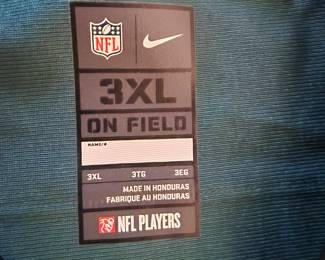 NFL
3XL
ON FIELD
NAME/#
3XL 3TG 3EG
MADE IN HONDURAS
FABRIQUÉ AU HONDURAS
NFL PLAYERS